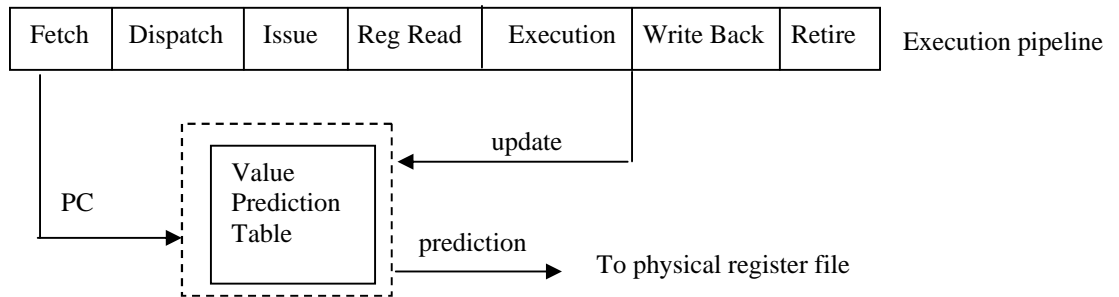 Fetch Dispatch Issue Reg Read Execution Write Back Retire Execution pipeline
update
Value
Prediction
Table
PC
prediction
To physical register file